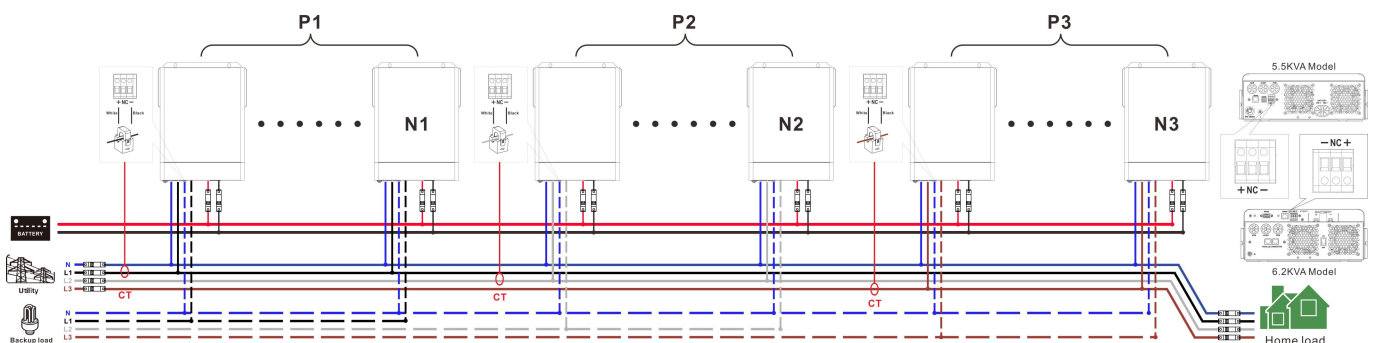 P1
P2
P3
+ NC −
White
Black
N1
+ NC −
White
Black
N2
+ NC −
White
Black
N3
5.5KVA Model
+ NC −
− NC +
6.2KVA Model
BATTERY
Utility
N
L1
L2
L3
CT
CT
CT
Backup load
N
L1
L2
L3
Home load